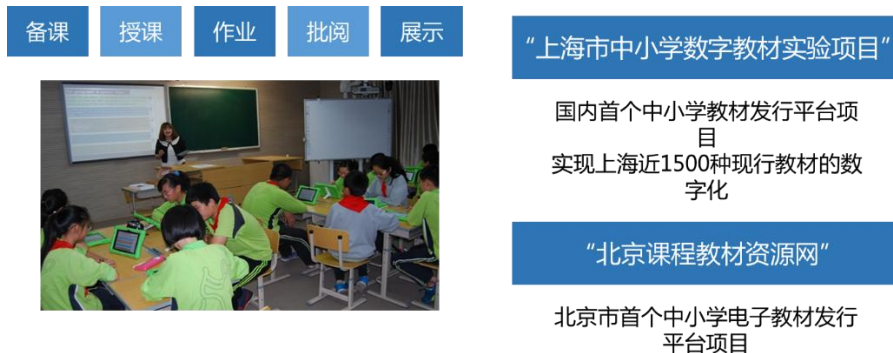 备课
授课
作业
批阅
展示
“上海市中小学数字教材实验项目”
国内首个中小学教材发行平台项
目
实现上海近1500种现行教材的数
字化
“北京课程教材资源网”
北京市首个中小学电子教材发行
平台项目